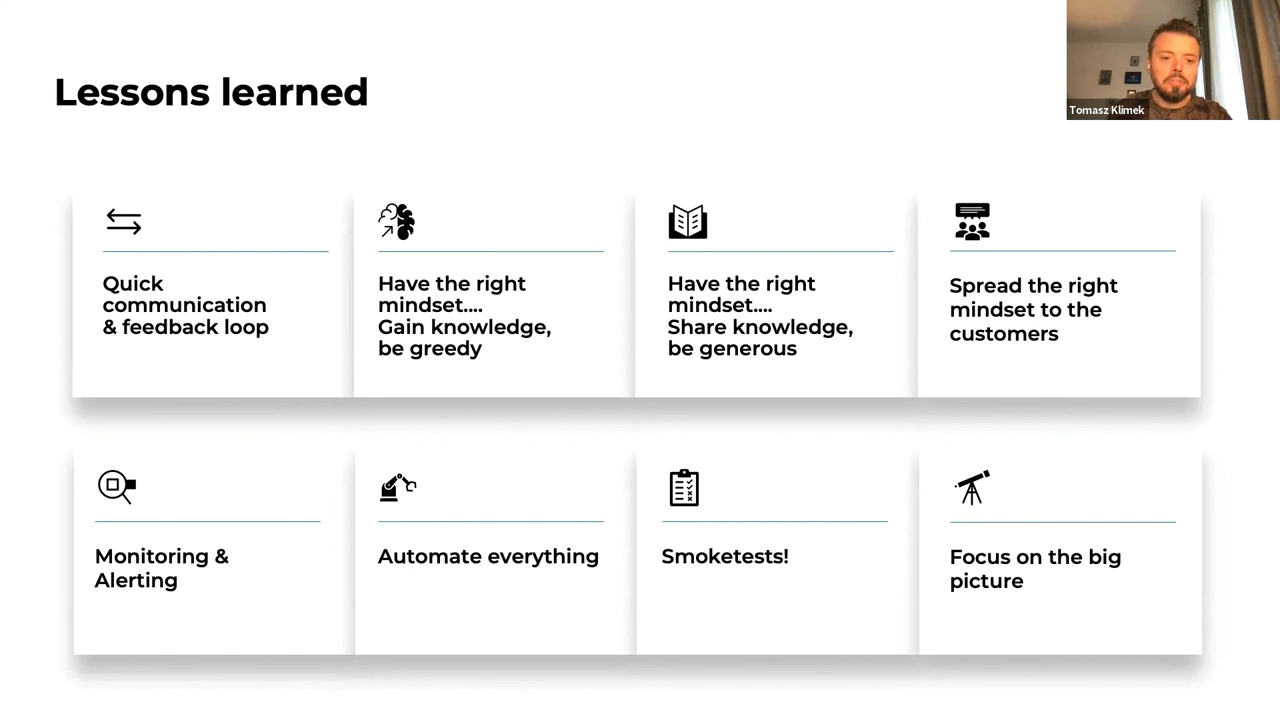 Lessons learned
Tomasz Klimek
Quick
communication
& feedback loop
Have the right
mindset....
Gain knowledge,
be greedy
Have the right
mindset....
Share knowledge,
be generous
Spread the right
mindset to the
customers
Monitoring &
Alerting
Automate everything
Smoketests!
Focus on the big
picture